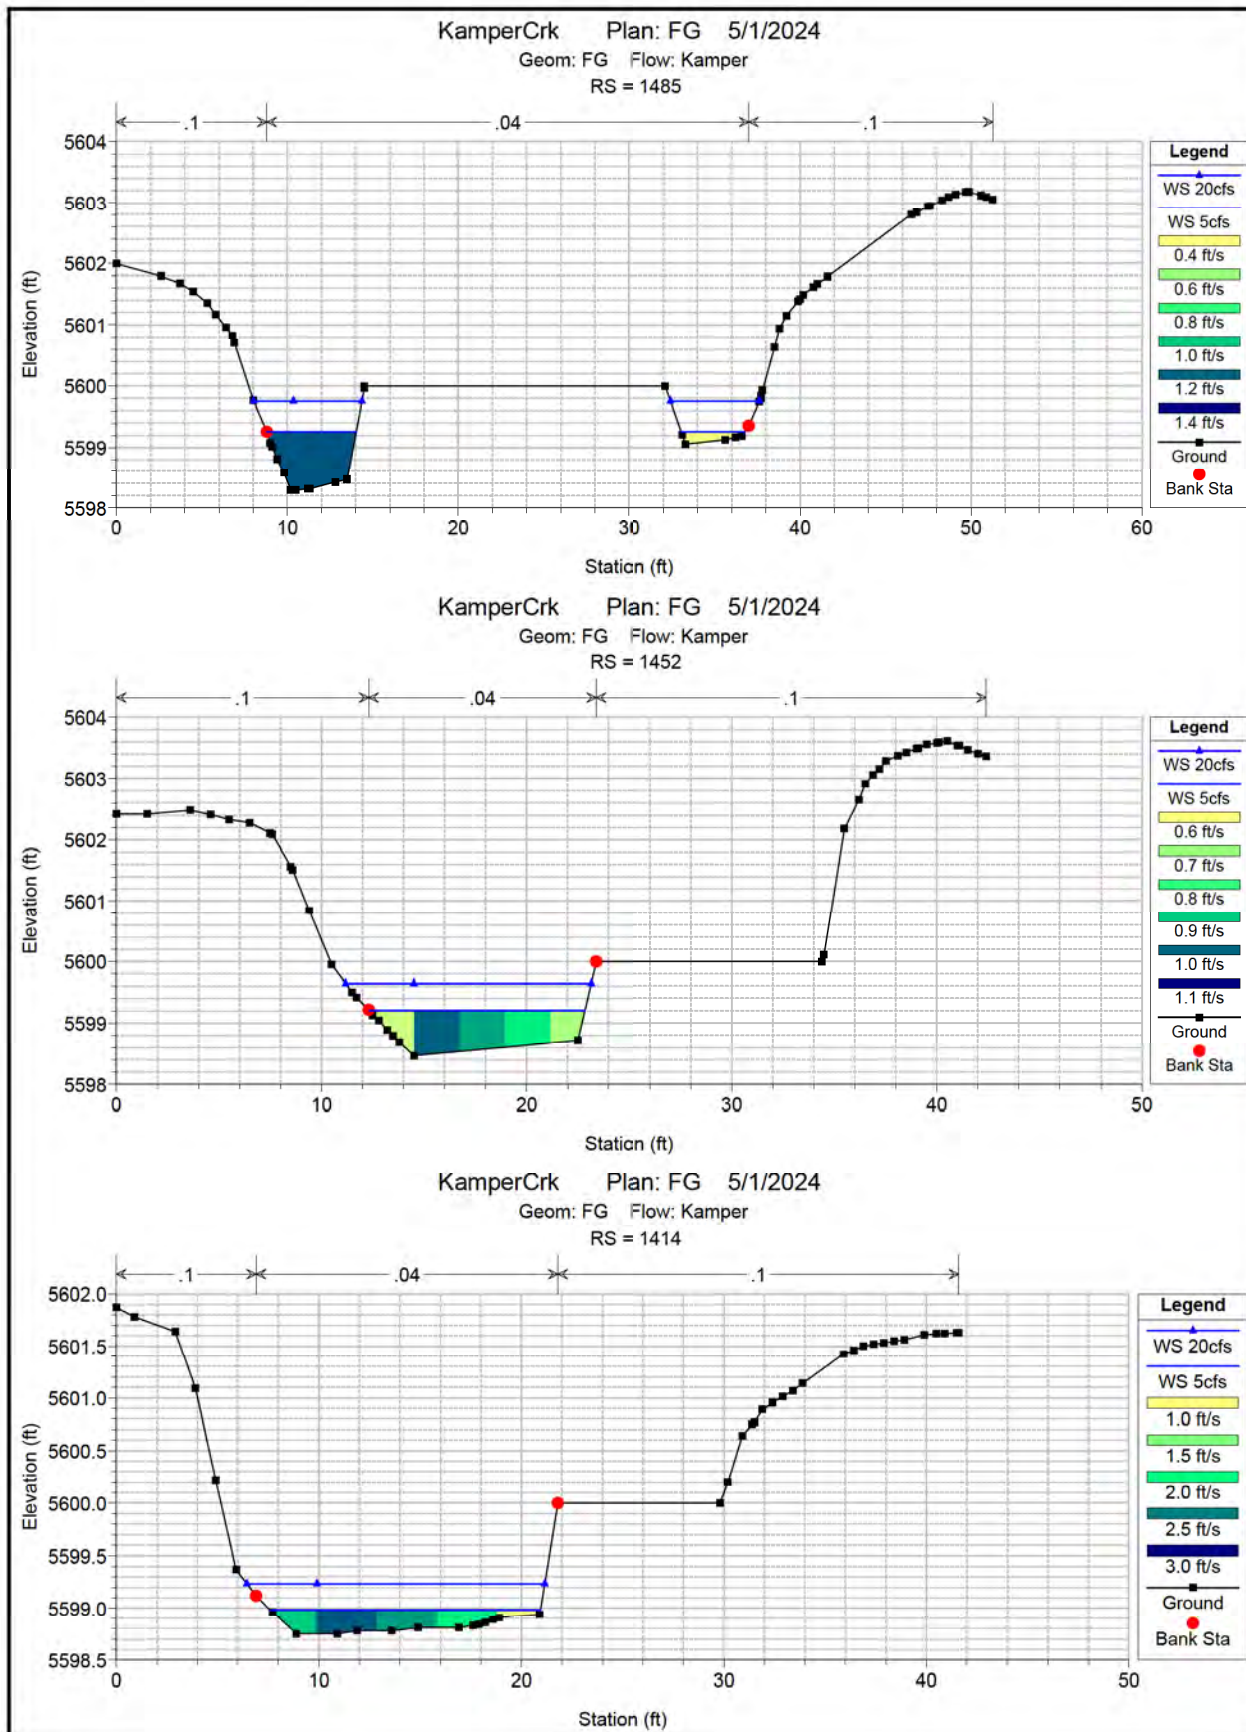 KamperCrk Plan: FG 5/1/2024
Geom: FG Flow: Kamper
RS = 1485
.1 .04 .1
5604
5603
5602
5601
5600
5599
5598
Elevation (ft)
0 10 20 30 40 50 60
Station (ft)
Legend
WS 20cfs
WS 5cfs
0.4 ft/s
0.6 ft/s
0.8 ft/s
1.0 ft/s
1.2 ft/s
1.4 ft/s
Ground
Bank Sta
KamperCrk Plan: FG 5/1/2024
Geom: FG Flow: Kamper
RS = 1452
.1 .04 .1
5604
5603
5602
5601
5600
5599
5598
Elevation (ft)
0 10 20 30 40 50
Station (ft)
Legend
WS 20cfs
WS 5cfs
0.6 ft/s
0.7 ft/s
0.8 ft/s
0.9 ft/s
1.0 ft/s
1.1 ft/s
Ground
Bank Sta
KamperCrk Plan: FG 5/1/2024
Geom: FG Flow: Kamper
RS = 1414
.1 .04 .1
5602.0
5601.5
5601.0
5600.5
5600.0
5599.5
5599.0
5598.5
Elevation (ft)
0 10 20 30 40 50
Station (ft)
Legend
WS 20cfs
WS 5cfs
1.0 ft/s
1.5 ft/s
2.0 ft/s
2.5 ft/s
3.0 ft/s
Ground
Bank Sta